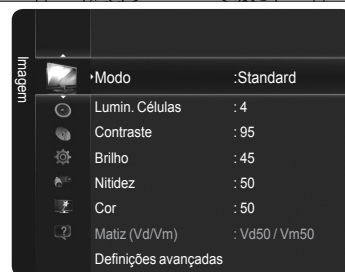 Imagem
Modo :Standard
Lumin. Células : 4
Contraste : 95
Brilho : 45
Nitidez : 50
Cor : 50
Matiz (Vd/Vm) : Vd50 / Vm50
Definições avançadas